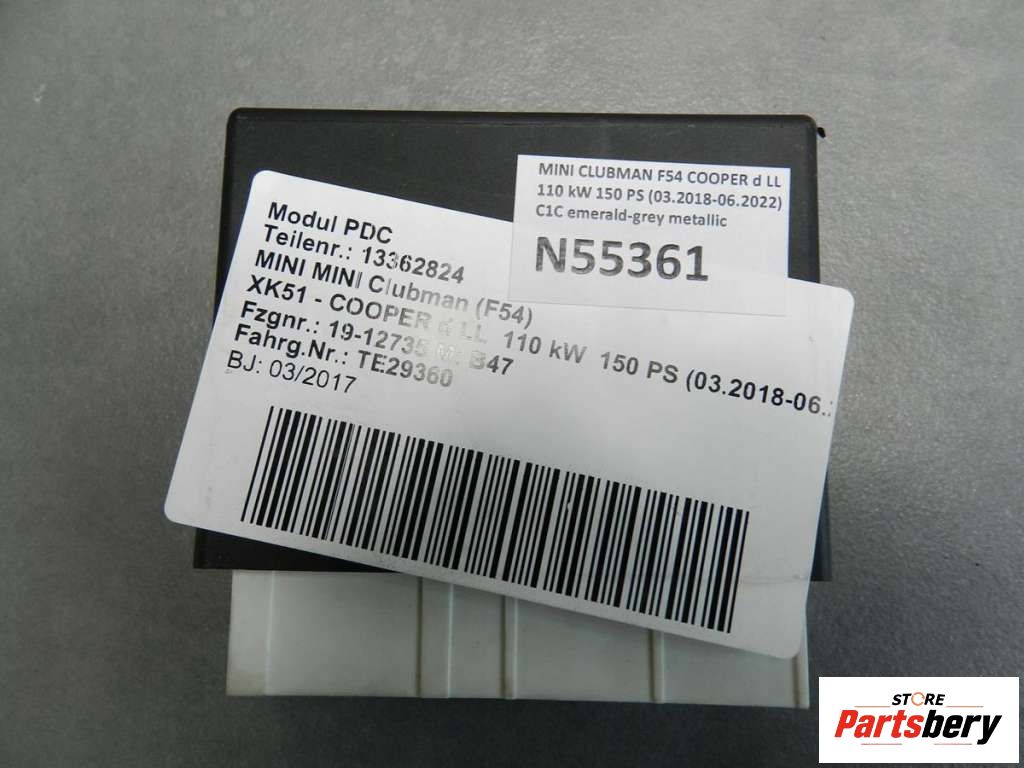 MINI CLUBMAN F54 COOPER d LL
110 kW 150 PS (03.2018-06.2022)
C1C emerald-grey metallic
N55361
Modul PDC
Teilenr.: 13362824
MINI MINI Clubman (F54)
XK51 - COOPER d LL 110 kW 150 PS (03.2018-06.
Fzgnr.: 19-12735 M: B47
Fahrg.Nr.: TE29360
BJ: 03/2017
STORE
Partsbery